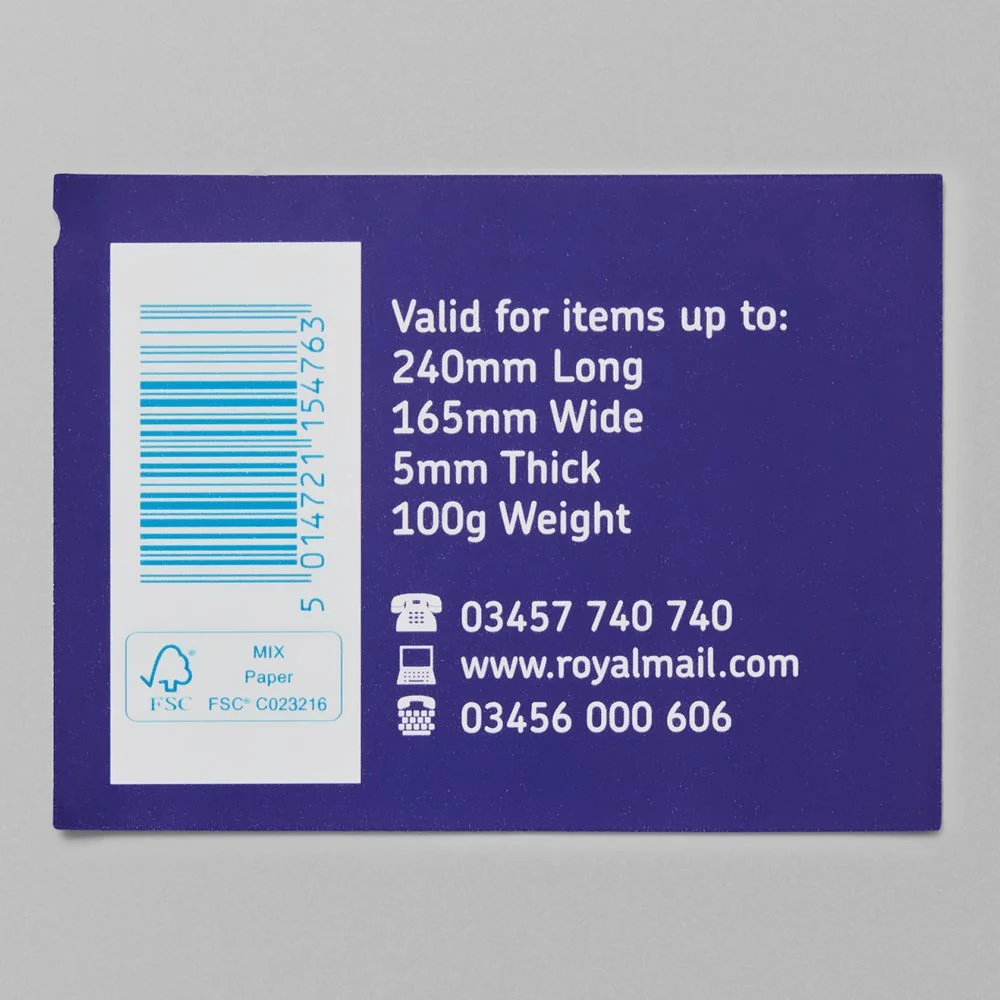 Valid for items up to:
240mm Long
165mm Wide
5mm Thick
100g Weight
03457 740 740
www.royalmail.com
03456 000 606
5 014721 154763
MIX
Paper
FSC® C023216
FSC®